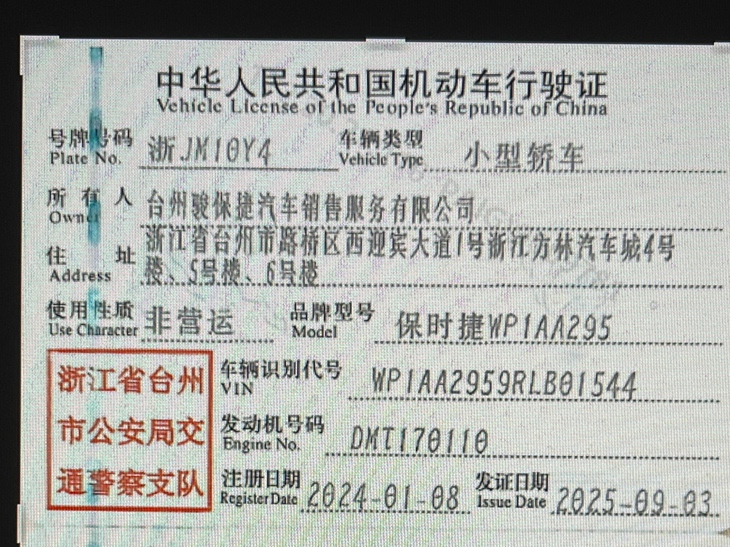 中华人民共和国机动车行驶证
Vehicle License of the People's Republic of China
号牌号码 浙JM10Y4 车辆类型 小型轿车
Plate No. Vehicle Type
所有人 台州骏保捷汽车销售服务有限公司
Owner
住址 浙江省台州市路桥区西迎宾大道1号浙江方林汽车城4号
Address 楼、5号楼、6号楼
使用性质 非营运 品牌型号 保时捷WP1AA295
Use Character Model
浙江省台州
市公安局交
通警察支队
车辆识别代号 WP1AA2959RLB01544
VIN
发动机号码 DMT170110
Engine No.
注册日期 2024-01-08 发证日期 2025-09-03
Register Date Issue Date